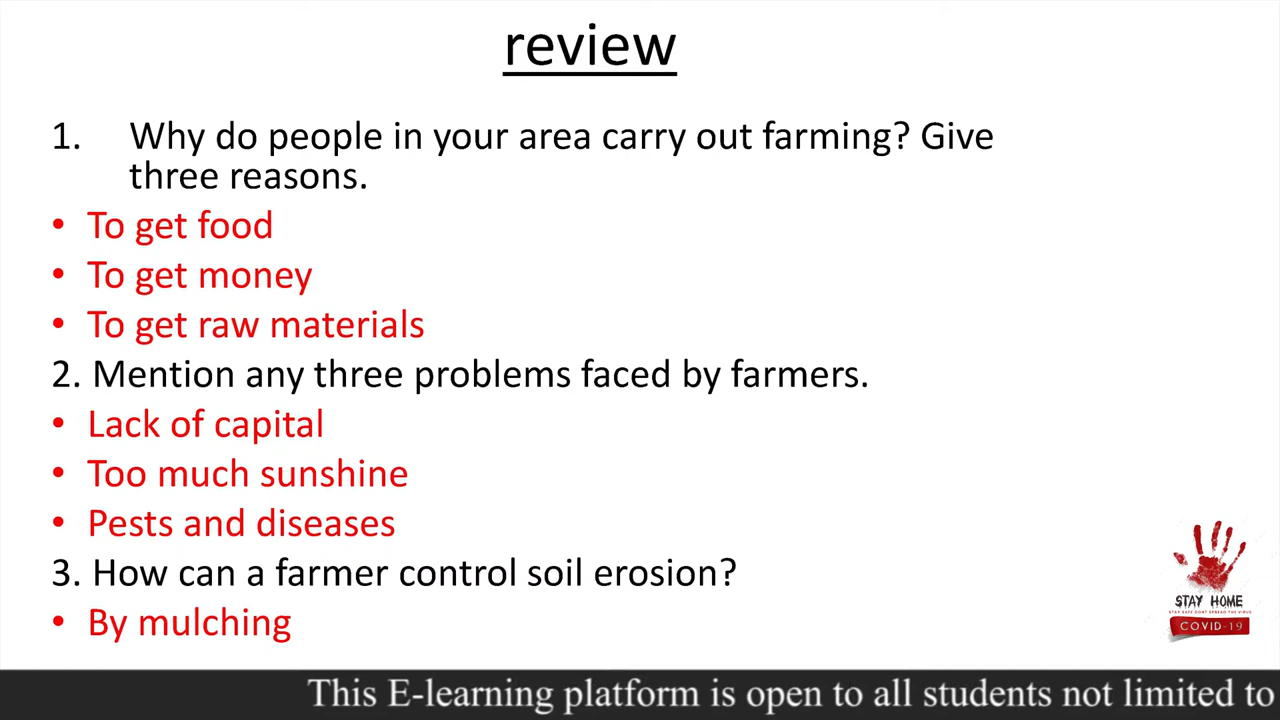 review
1. Why do people in your area carry out farming? Give
three reasons.
• To get food
• To get money
• To get raw materials
2. Mention any three problems faced by farmers.
• Lack of capital
• Too much sunshine
• Pests and diseases
3. How can a farmer control soil erosion?
• By mulching
STAY HOME
STAY SAFE DONT SPREAD THE VIRUS
COVID-19
This E-learning platform is open to all students not limited to